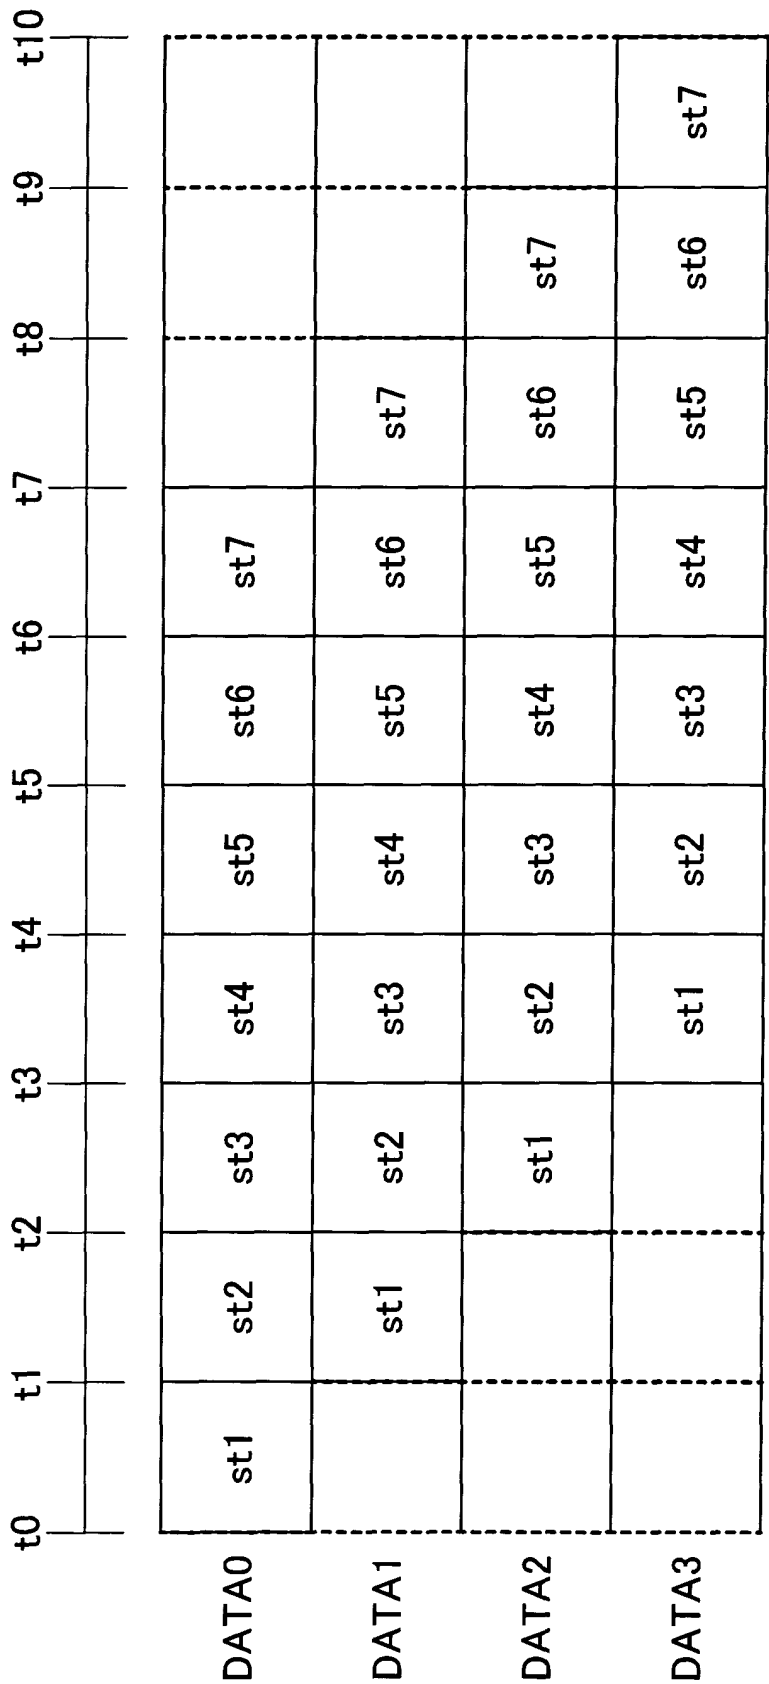 t0 t1 t2 t3 t4 t5 t6 t7 t8 t9 t10
DATA0 st1 st2 st3 st4 st5 st6 st7
DATA1 st1 st2 st3 st4 st5 st6 st7
DATA2 st1 st2 st3 st4 st5 st6 st7
DATA3 st1 st2 st3 st4 st5 st6 st7